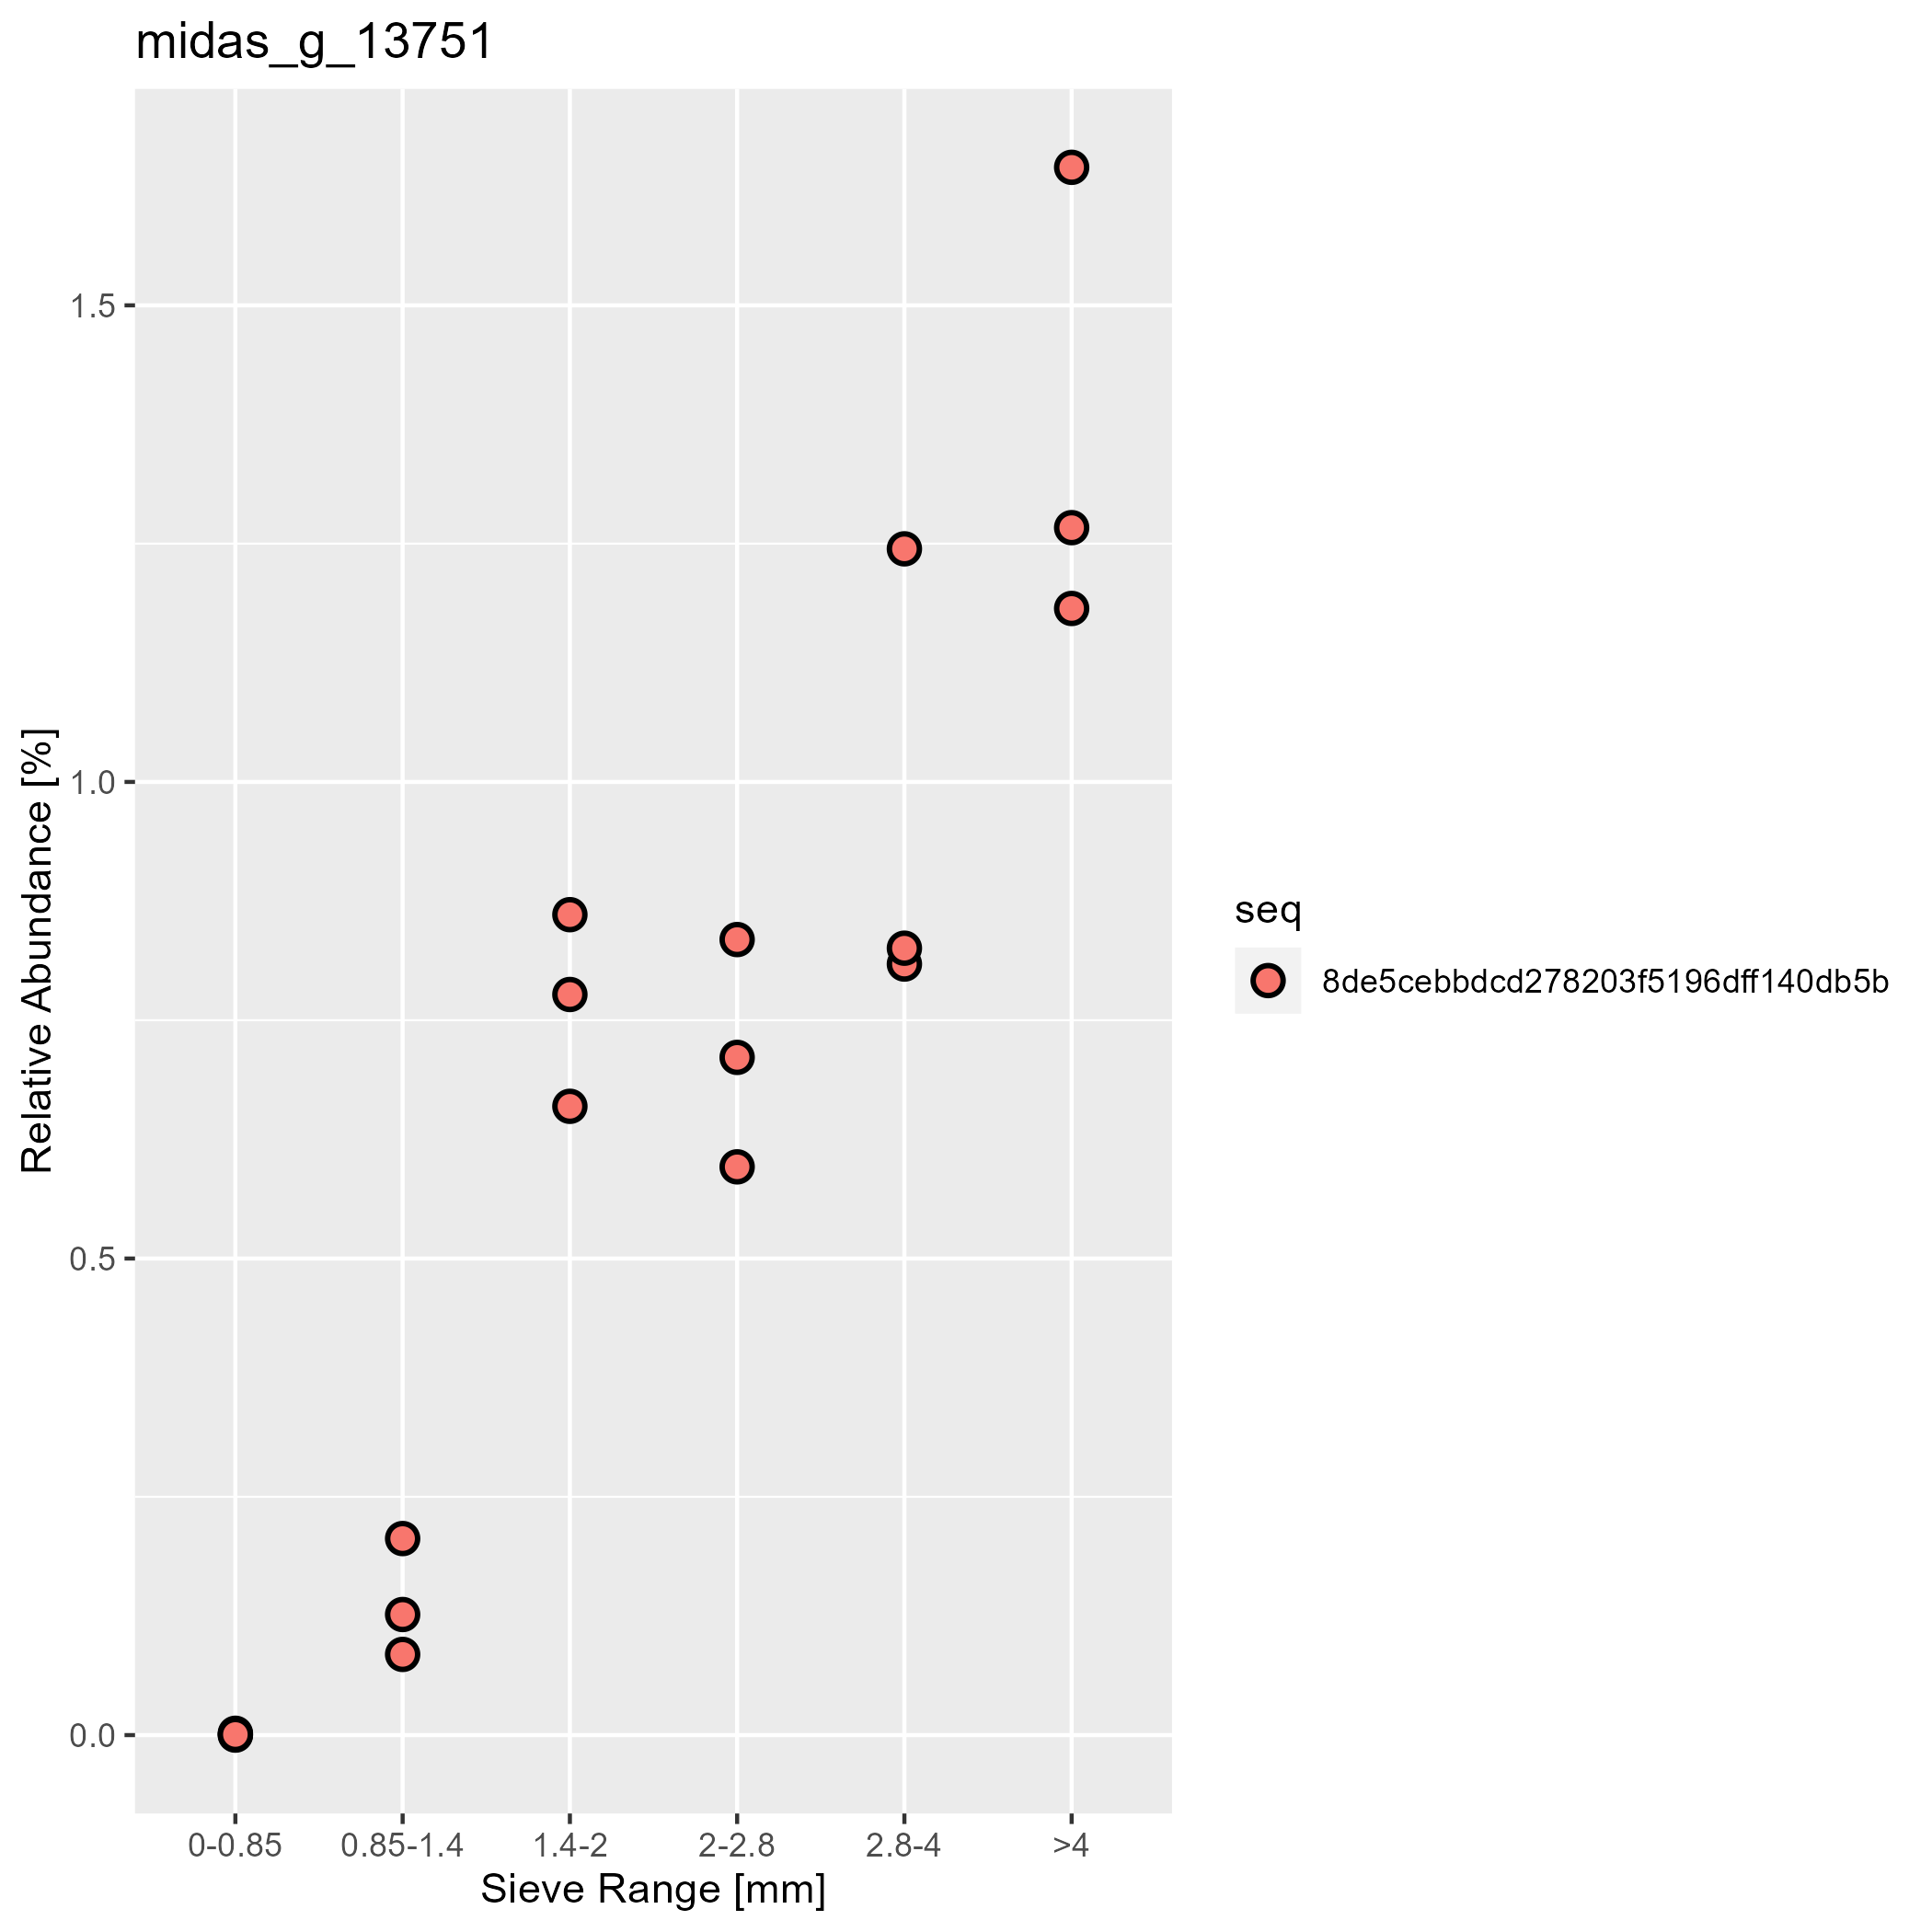 midas_g_13751
Relative Abundance [%]
1.5
1.0
0.5
0.0
0-0.85 0.85-1.4 1.4-2 2-2.8 2.8-4 >4
Sieve Range [mm]
seq
8de5cebbdcd278203f5196dff140db5b